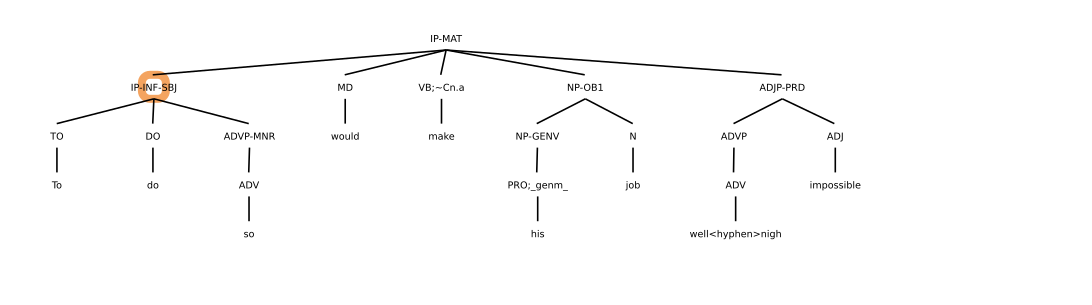 IP-MAT
IP-INF-SBJ MD VB;~Cn.a NP-OB1 ADJP-PRD
TO DO ADVP-MNR would make NP-GENV N ADVP ADJ
To do ADV PRO;_genm_ job ADV impossible
so his well<hyphen>nigh